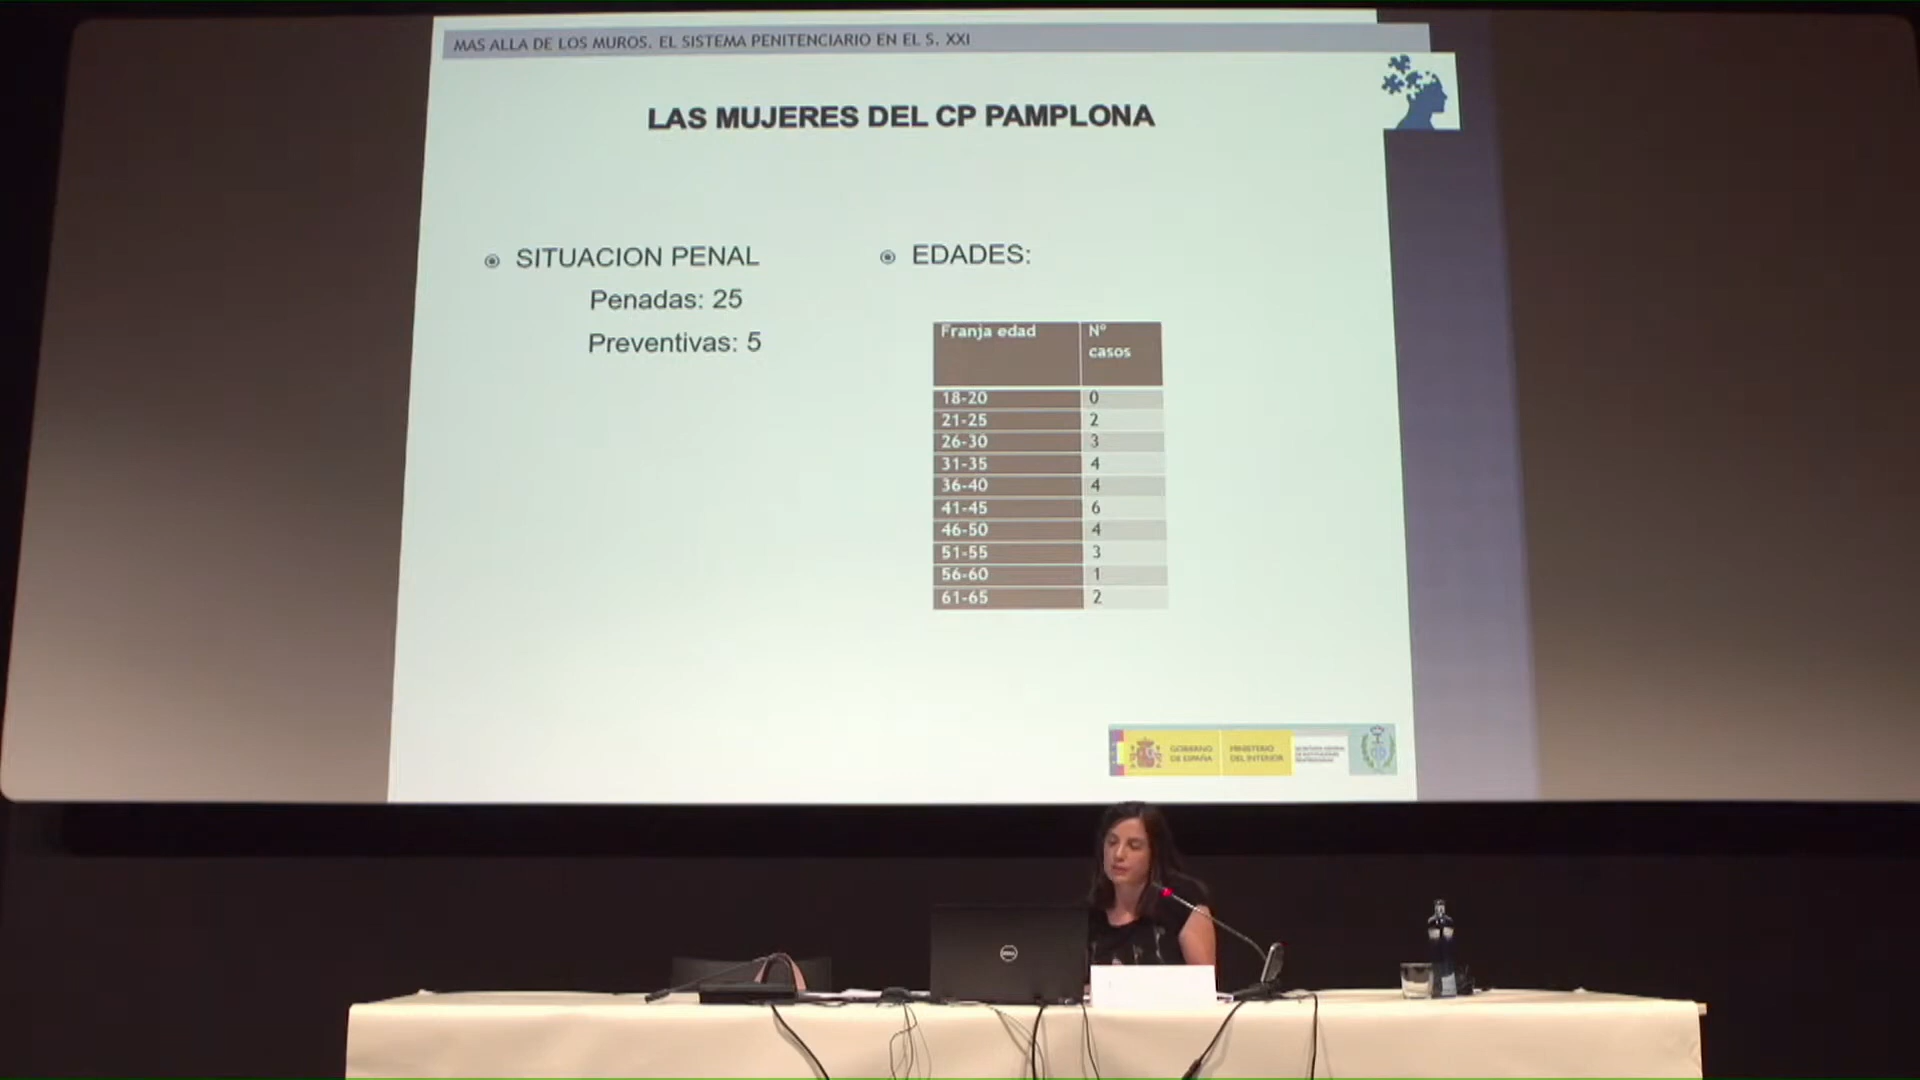 MAS ALLA DE LOS MUROS. EL SISTEMA PENITENCIARIO EN EL S. XXI
LAS MUJERES DEL CP PAMPLONA
SITUACION PENAL
Penadas: 25
Preventivas: 5
EDADES:
Franja edad Nº casos
18-20 0
21-25 2
26-30 3
31-35 4
36-40 4
41-45 6
46-50 4
51-55 3
56-60 1
61-65 2
GOBIERNO
DE ESPAÑA
MINISTERIO
DEL INTERIOR
DELL